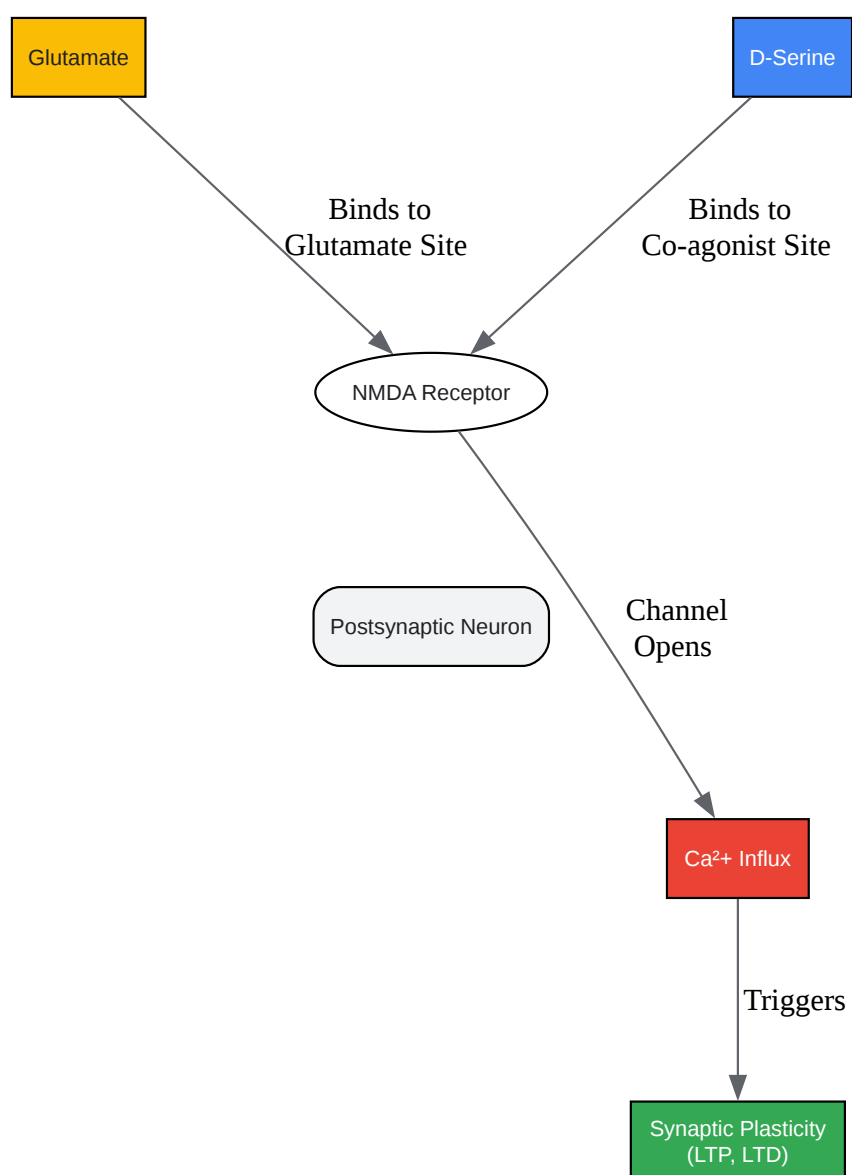 Glutamate
D-Serine
Binds to
Glutamate Site
Binds to
Co-agonist Site
NMDA Receptor
Postsynaptic Neuron
Channel
Opens
Ca²+ Influx
Triggers
Synaptic Plasticity
(LTP, LTD)